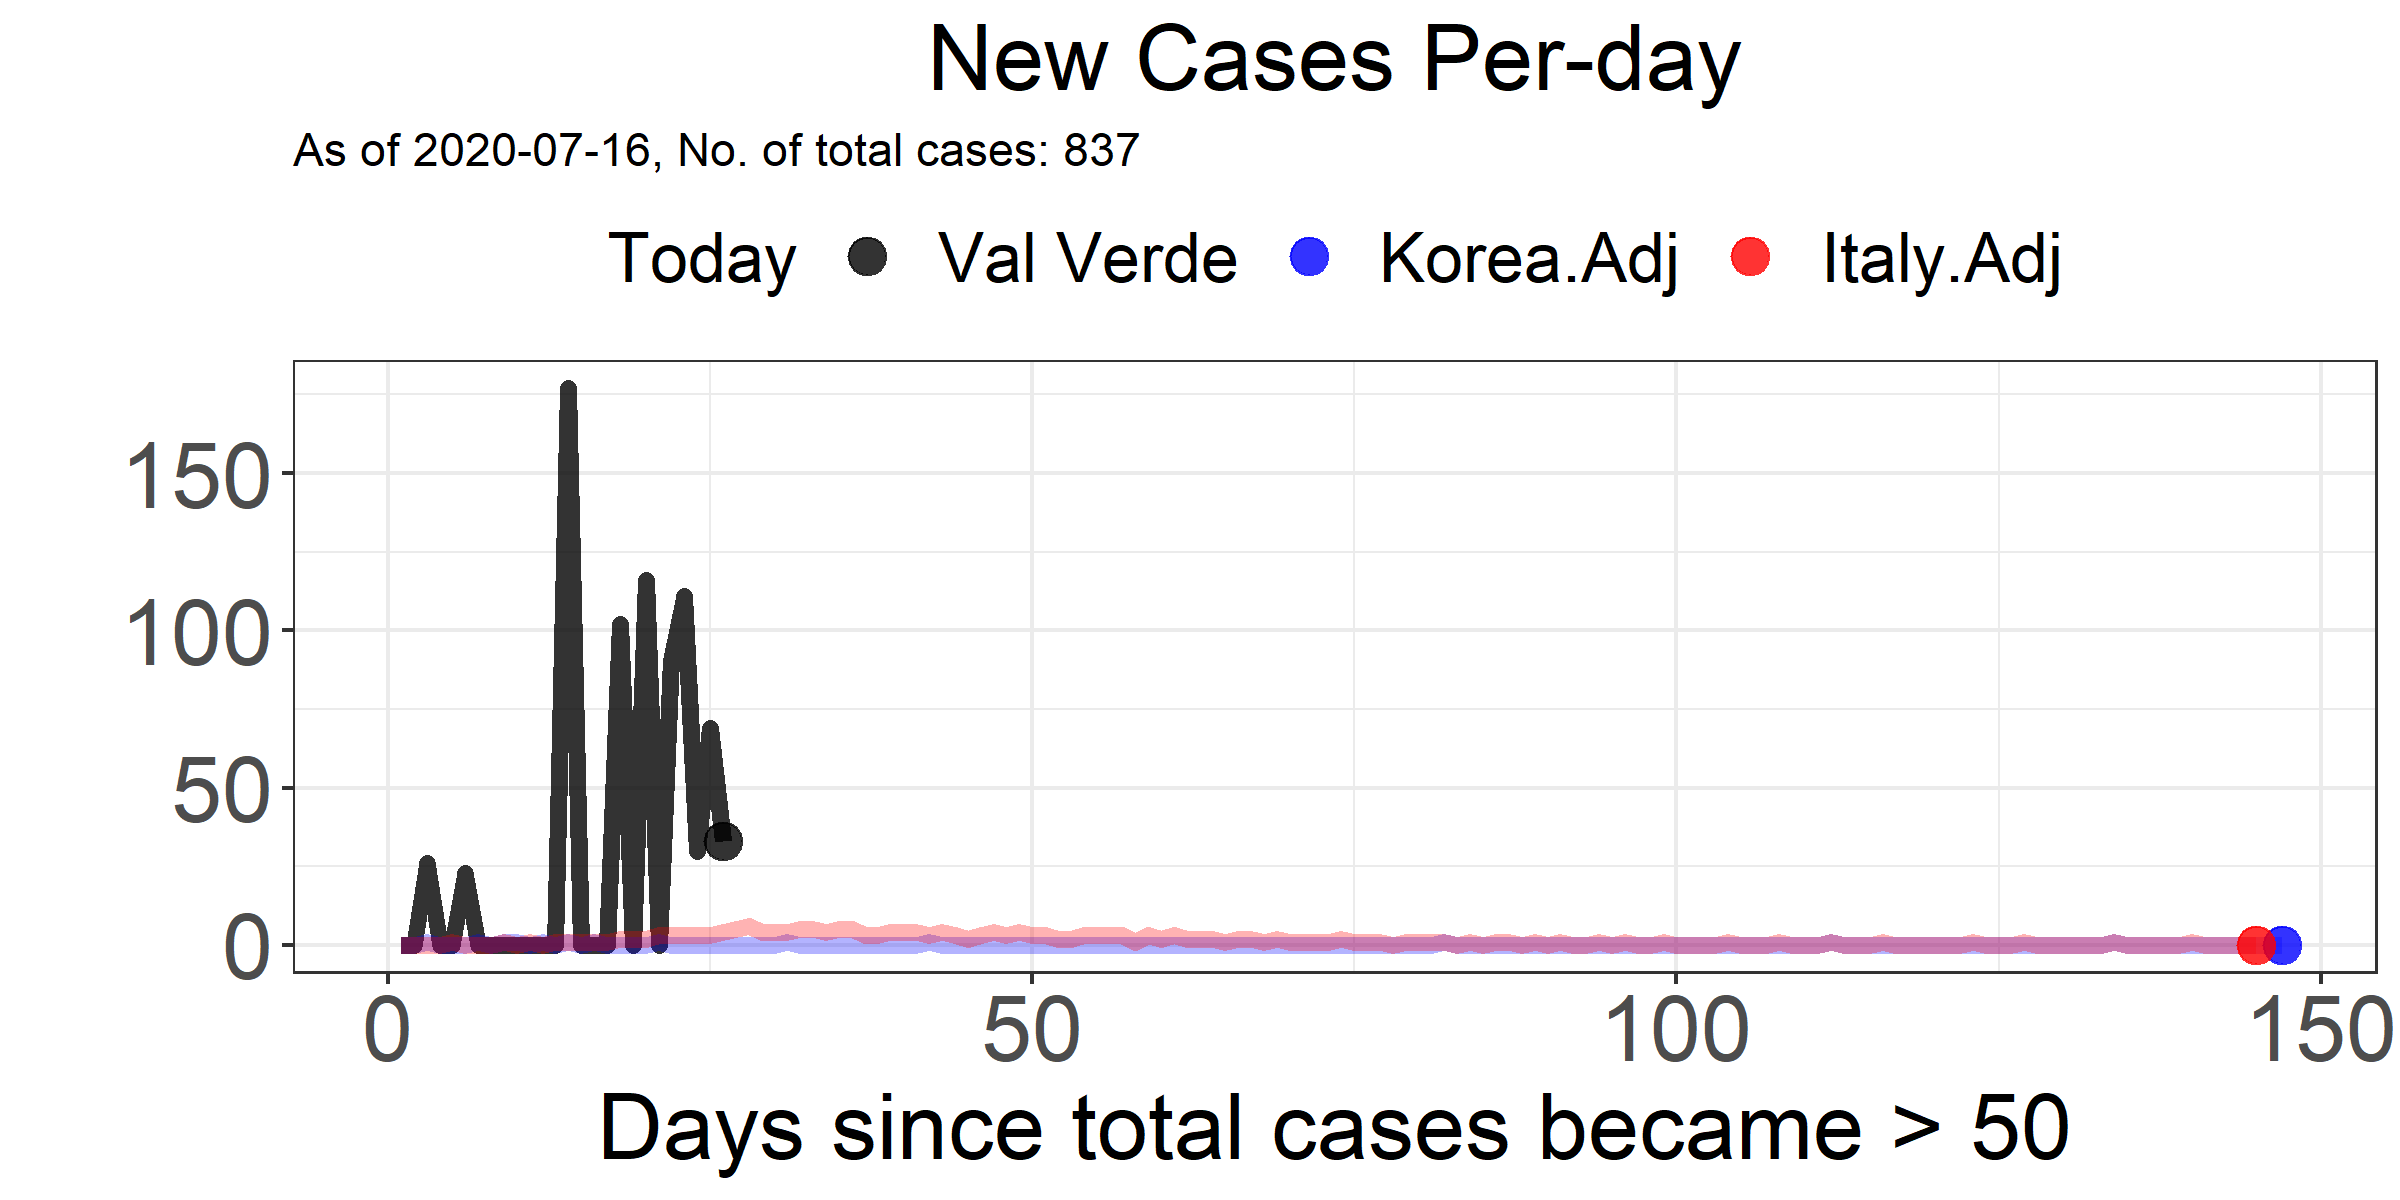 New Cases Per-day
As of 2020-07-16, No. of total cases: 837
Today Val Verde Korea.Adj Italy.Adj
150
100
50
0
0 50 100 150
Days since total cases became > 50